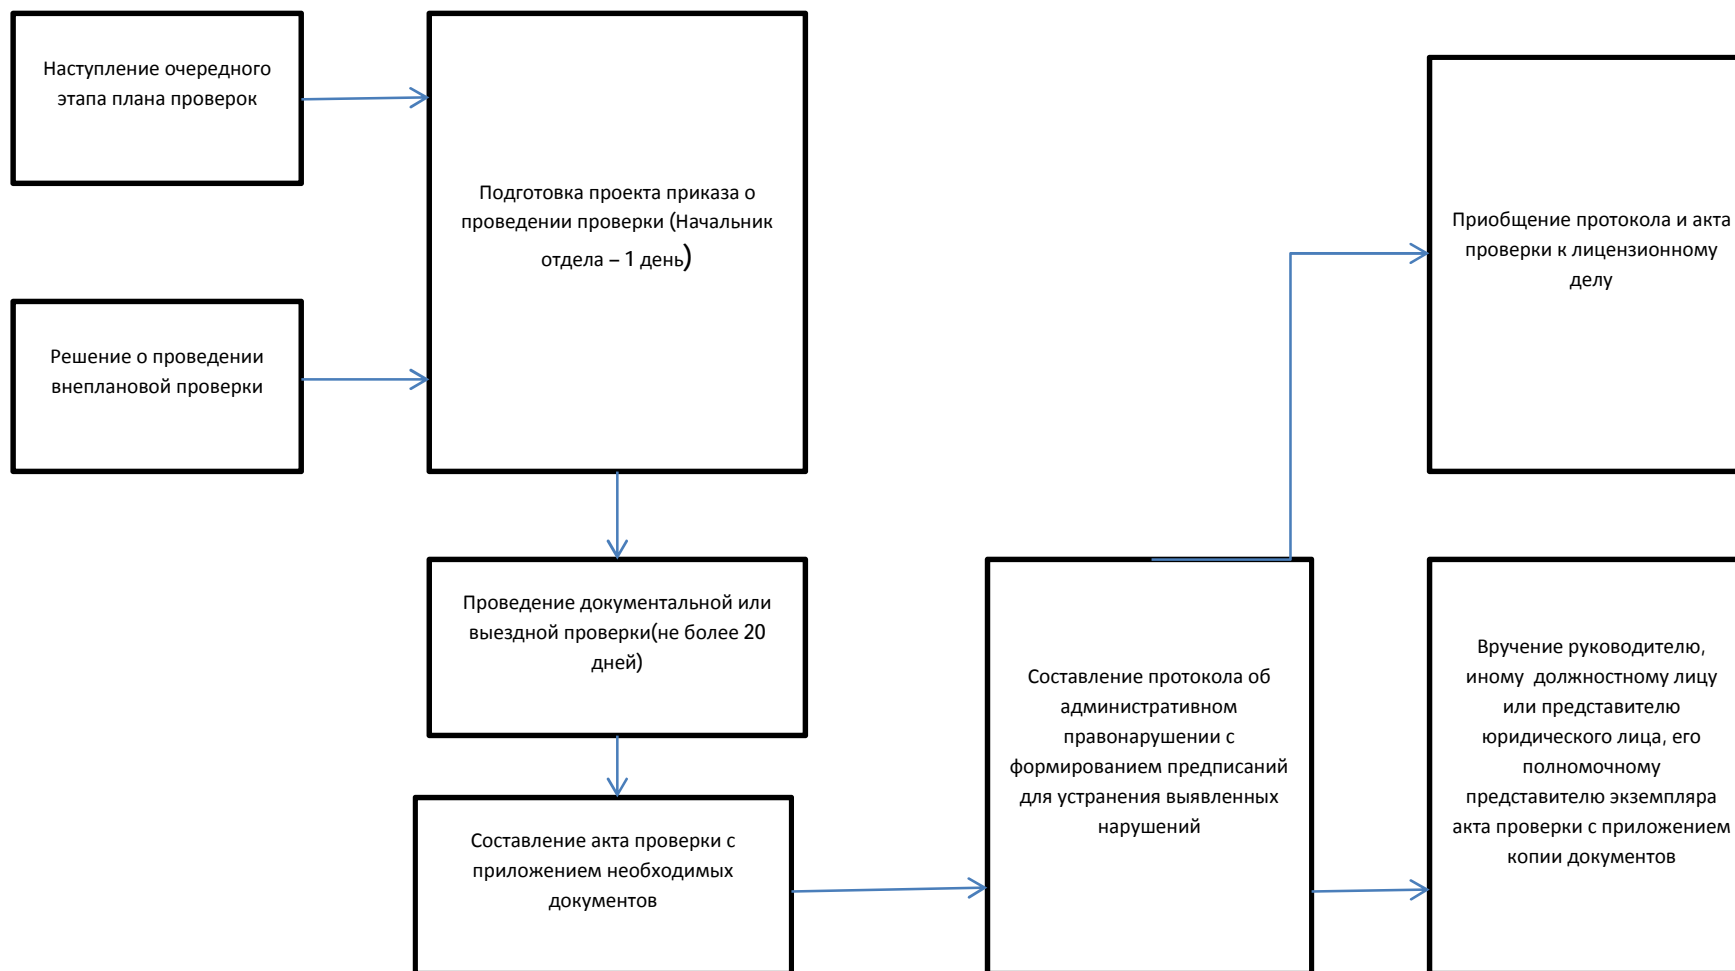 Наступление очередного
этапа плана проверок
Решение о проведении
внеплановой проверки
Подготовка проекта приказа о
проведении проверки (Начальник
отдела – 1 день)
Проведение документальной или
выездной проверки(не более 20
дней)
Составление акта проверки с
приложением необходимых
документов
Составление протокола об
административном
правонарушении с
формированием предписаний
для устранения выявленных
нарушений
Приобщение протокола и акта
проверки к лицензионному
делу
Вручение руководителю,
иному  должностному лицу
или представителю
юридического лица, его
полномочному
представителю экземпляра
акта проверки с приложением
копии документов